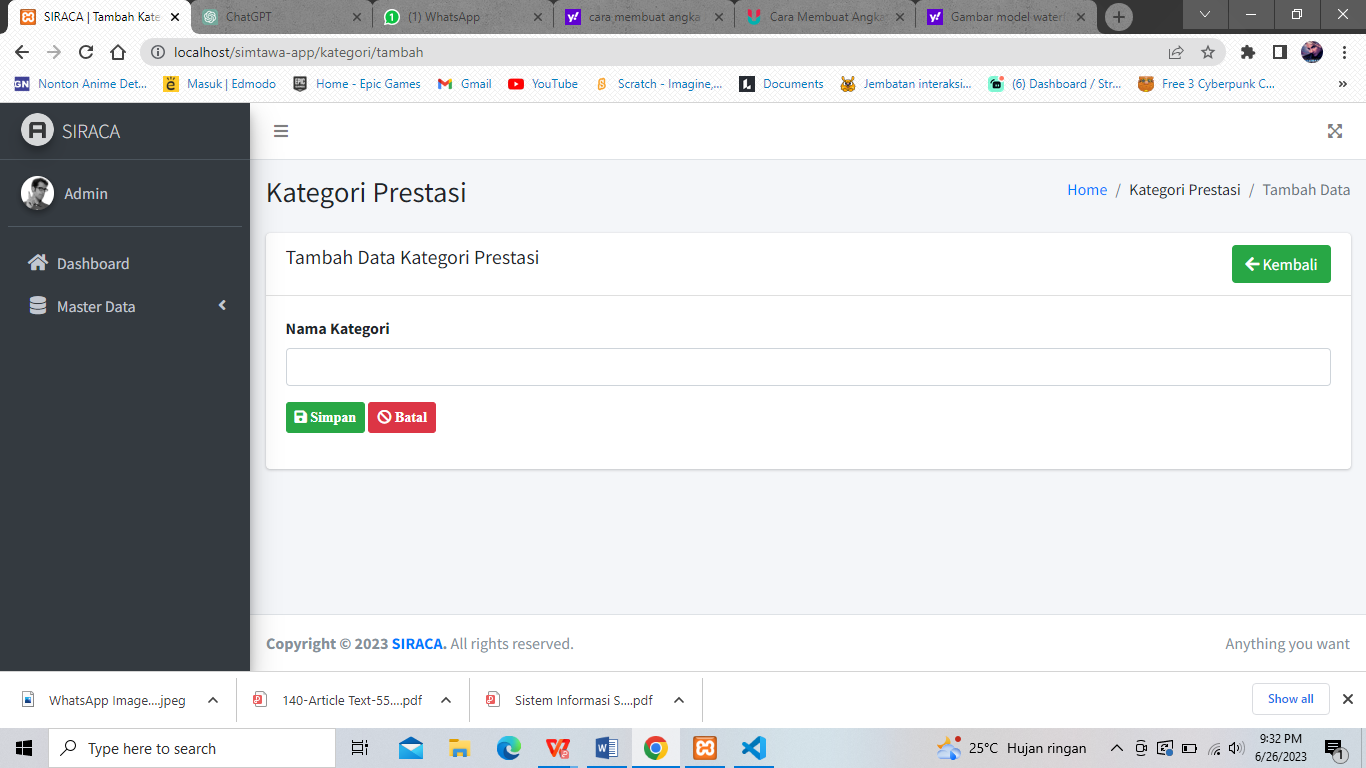 SIRACA | Tambah Kate
ChatGPT
(1) WhatsApp
cara membuat angka
Cara Membuat Angka
Gambar model waterf
localhost/simtawa-app/kategori/tambah
Nonton Anime Det...
Masuk | Edmodo
Home - Epic Games
Gmail
YouTube
Scratch - Imagine,...
Documents
Jembatan interaksi...
(6) Dashboard / Str...
Free 3 Cyberpunk C...
SIRACA
Admin
Dashboard
Master Data
Kategori Prestasi
Home / Kategori Prestasi / Tambah Data
Tambah Data Kategori Prestasi
Kembali
Nama Kategori
Simpan
Batal
Copyright © 2023 SIRACA. All rights reserved.
Anything you want
WhatsApp Image....jpeg
140-Article Text-55....pdf
Sistem Informasi S....pdf
Show all
Type here to search
25°C Hujan ringan
9:32 PM
6/26/2023
1